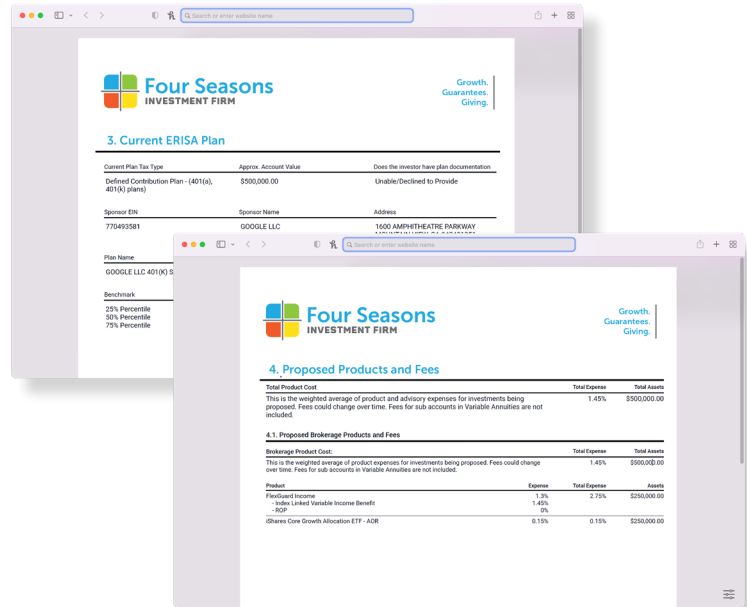 Search or enter website name
Four Seasons
INVESTMENT FIRM
Growth.
Guarantees.
Giving.
3. Current ERISA Plan
Current Plan Tax Type Approx. Account Value Does the investor have plan documentation
Defined Contribution Plan - (401(a), $500,000.00 Unable/Declined to Provide
401(k) plans)
Sponsor EIN Sponsor Name Address
770493581 GOOGLE LLC 1600 AMPHITHEATRE PARKWAY
Plan Name
GOOGLE LLC 401(K) S
Benchmark
25% Percentile
50% Percentile
75% Percentile
Search or enter website name
Four Seasons
INVESTMENT FIRM
Growth.
Guarantees.
Giving.
4. Proposed Products and Fees
Total Product Cost Total Expense Total Assets
This is the weighted average of product and advisory expenses for investments being 1.45% $500,000.00
proposed. Fees could change over time. Fees for sub accounts in Variable Annuities are not
included.
4.1. Proposed Brokerage Products and Fees
Brokerage Product Cost: Total Expense Total Assets
This is the weighted average of product expenses for investments being proposed. Fees could change 1.45% $500,000.00
over time. Fees for sub accounts in Variable Annuities are not included.
Product Expense Total Expense Assets
FlexGuard Income 1.3% 2.75% $250,000.00
- Index Linked Variable Income Benefit 1.45%
- ROP 0%
iShares Core Growth Allocation ETF - AOR 0.15% 0.15% $250,000.00